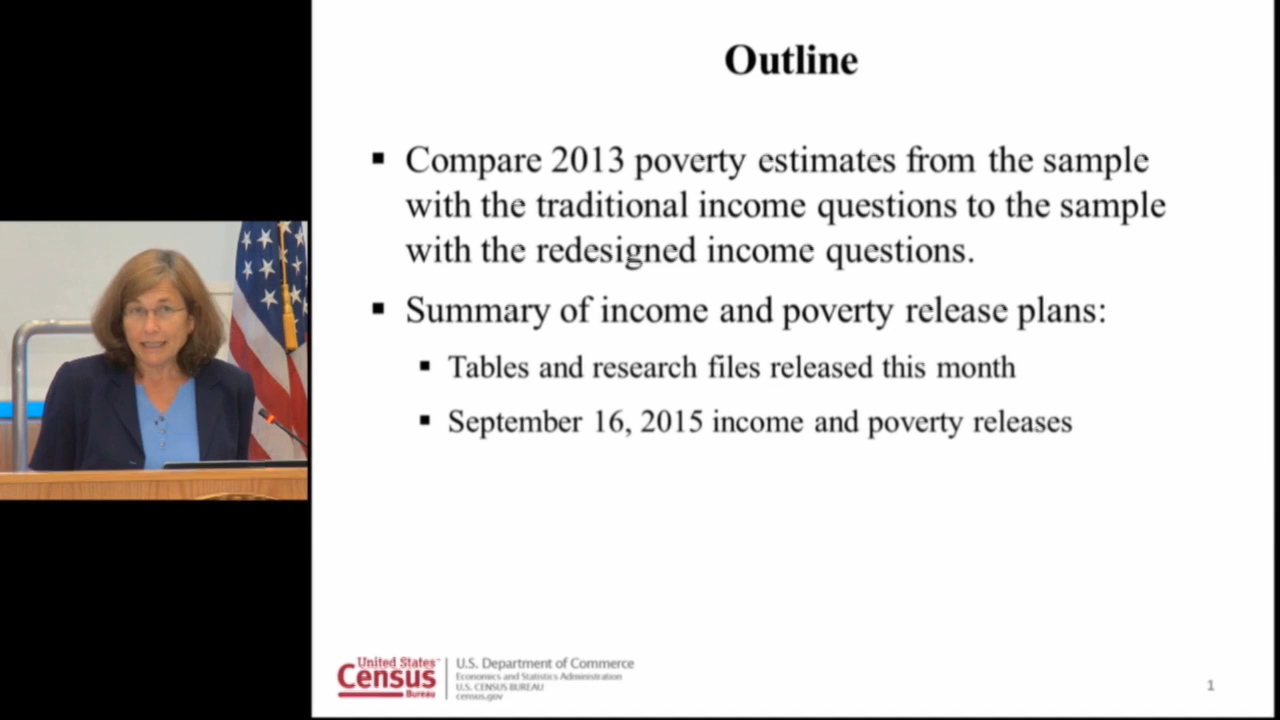 Outline
▪ Compare 2013 poverty estimates from the sample
with the traditional income questions to the sample
with the redesigned income questions.
▪ Summary of income and poverty release plans:
▪ Tables and research files released this month
▪ September 16, 2015 income and poverty releases
United States™
Census
Bureau
U.S. Department of Commerce
Economics and Statistics Administration
U.S. CENSUS BUREAU
census.gov
1